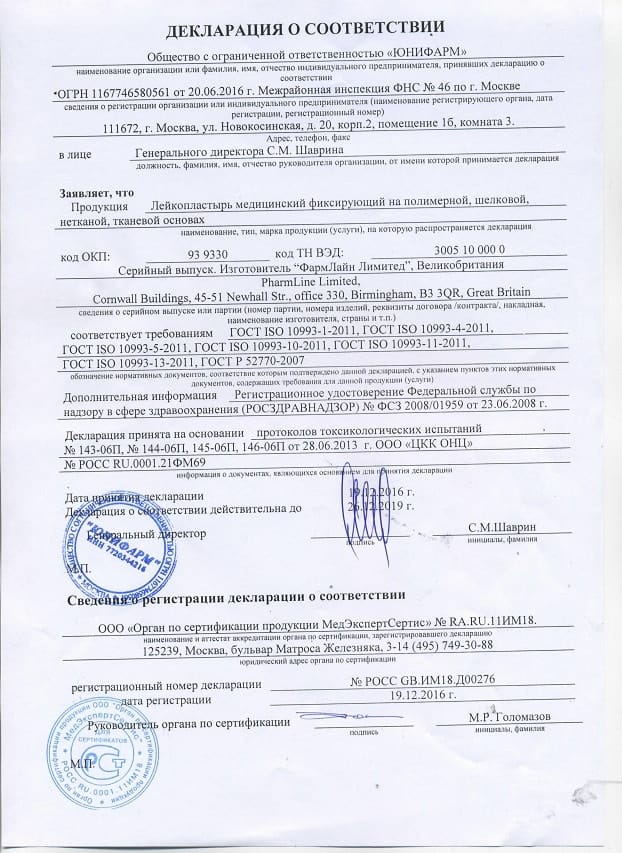 ДЕКЛАРАЦИЯ О СООТВЕТСТВИИ
Общество с ограниченной ответственностью «ЮНИФАРМ»
наименование организации или фамилия, имя, отчество индивидуального предпринимателя, принявших декларацию о
соответствии
ОГРН 1167746580561 от 20.06.2016 г. Межрайонная инспекция ФНС № 46 по г. Москве
сведения о регистрации организации или индивидуального предпринимателя (наименование регистрирующего органа, дата
регистрации, регистрационный номер)
111672, г. Москва, ул. Новокосинская, д. 20, корп.2, помещение 1б, комната 3.
Адрес, телефон, факс
в лице Генерального директора С.М. Шаврина
должность, фамилия, имя, отчество руководителя организации, от имени которой принимается декларация
Заявляет, что
Продукция Лейкопластырь медицинский фиксирующий на полимерной, шелковой,
нетканой, тканевой основах
наименование, тип, марка продукции (услуги), на которую распространяется декларация
код ОКП: 93 9330 код ТН ВЭД: 3005 10 000 0
Серийный выпуск. Изготовитель “ФармЛайн Лимитед”, Великобритания
PharmLine Limited,
Cornwall Buildings, 45-51 Newhall Str., office 330, Birmingham, B3 3QR, Great Britain
сведения о серийном выпуске или партии (номер партии, номера изделий, реквизиты договора /контракта/, накладная,
наименование изготовителя, страны и т.п.)
соответствует требованиям ГОСТ ISO 10993-1-2011, ГОСТ ISO 10993-4-2011,
ГОСТ ISO 10993-5-2011, ГОСТ ISO 10993-10-2011, ГОСТ ISO 10993-11-2011,
ГОСТ ISO 10993-13-2011, ГОСТ Р 52770-2007
обозначение нормативных документов, соответствие которым подтверждено данной декларацией, с указанием пунктов этих нормативных
документов, содержащих требования для данной продукции (услуги)
Дополнительная информация Регистрационное удостоверение Федеральной службы по
надзору в сфере здравоохранения (РОСЗДРАВНАДЗОР) № ФСЗ 2008/01959 от 23.06.2008 г.
Декларация принята на основании протоколов токсикологических испытаний
№ 143-06П, № 144-06П, 145-06П, 146-06П от 28.06.2013 г. ООО «ЦКК ОНЦ»
№ РОСС RU.0001.21ФМ69
информация о документах, являющихся основанием для принятия декларации
Дата принятия декларации 19.12.2016 г.
Декларация о соответствии действительна до 26.12.2019 г.
Генеральный директор С.М.Шаврин
подпись инициалы, фамилия
М.П.
"ЮНИФАРМ"
ИНН 7720344216
МОСКВА
Сведения о регистрации декларации о соответствии
ООО «Орган по сертификации продукции МедЭкспертСертис» № RA.RU.11ИМ18.
наименование и аттестат аккредитации органа по сертификации, зарегистрировавшего декларацию
125239, Москва, бульвар Матроса Железняка, 3-14 (495) 749-30-88
юридический адрес органа по сертификации
регистрационный номер декларации № РОСС GB.ИМ18.Д00276
дата регистрации 19.12.2016 г.
Руководитель органа по сертификации М.Р. Голомазов
подпись инициалы, фамилия
М.П.
"МедЭкспертСертис"
ДЛЯ
СЕРТИФИКАТОВ
РОСС RU.0001.11ИМ18